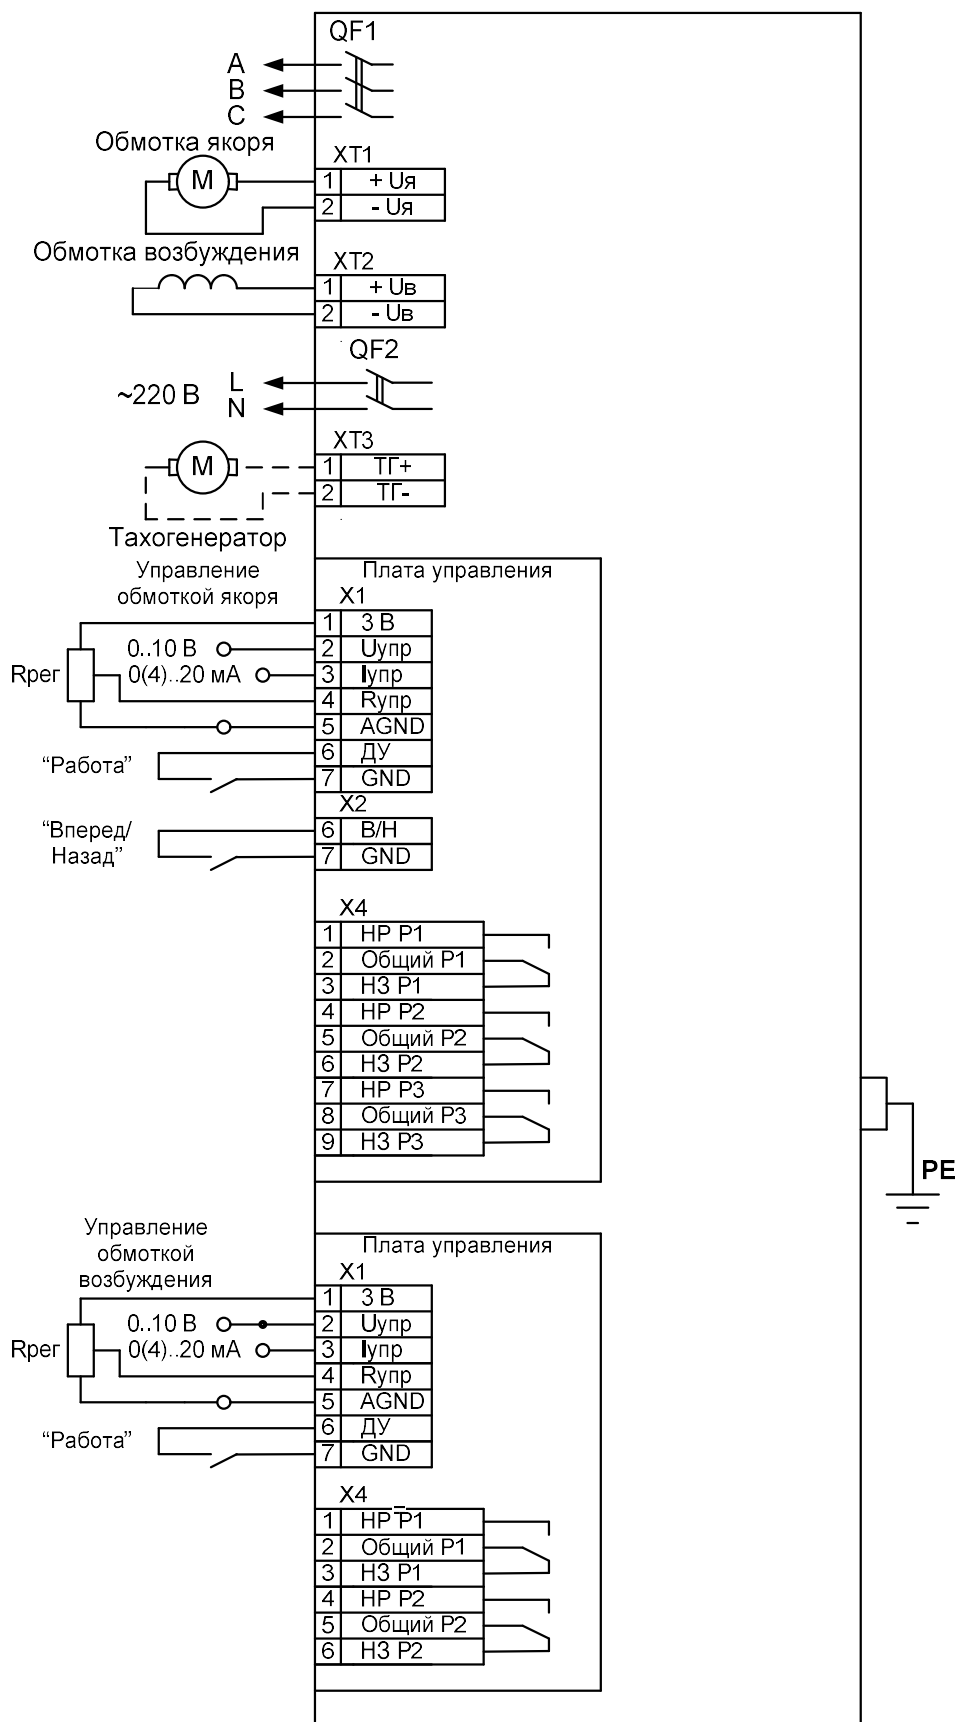 QF1
A
B
C
Обмотка якоря
XT1
M
1 + Uя
2 - Uя
Обмотка возбуждения
XT2
1 + Uв
2 - Uв
QF2
~220 В
L
N
XT3
M
1 ТГ+
2 ТГ-
Тахогенератор
Управление
обмоткой якоря
Плата управления
X1
Rрег
1 3 В
0..10 В 2 Uупр
0(4)..20 мА 3 Iупр
4 Rупр
5 AGND
6 ДУ
“Работа”
7 GND
X2
“Вперед/
Назад”
6 В/Н
7 GND
X4
1 НР Р1
2 Общий Р1
3 НЗ Р1
4 НР Р2
5 Общий Р2
6 НЗ Р2
7 НР Р3
8 Общий Р3
9 НЗ Р3
PE
Управление
обмоткой
возбуждения
Плата управления
X1
Rрег
1 3 В
0..10 В 2 Uупр
0(4)..20 мА 3 Iупр
4 Rупр
5 AGND
6 ДУ
“Работа”
7 GND
X4
1 НР Р1
2 Общий Р1
3 НЗ Р1
4 НР Р2
5 Общий Р2
6 НЗ Р2